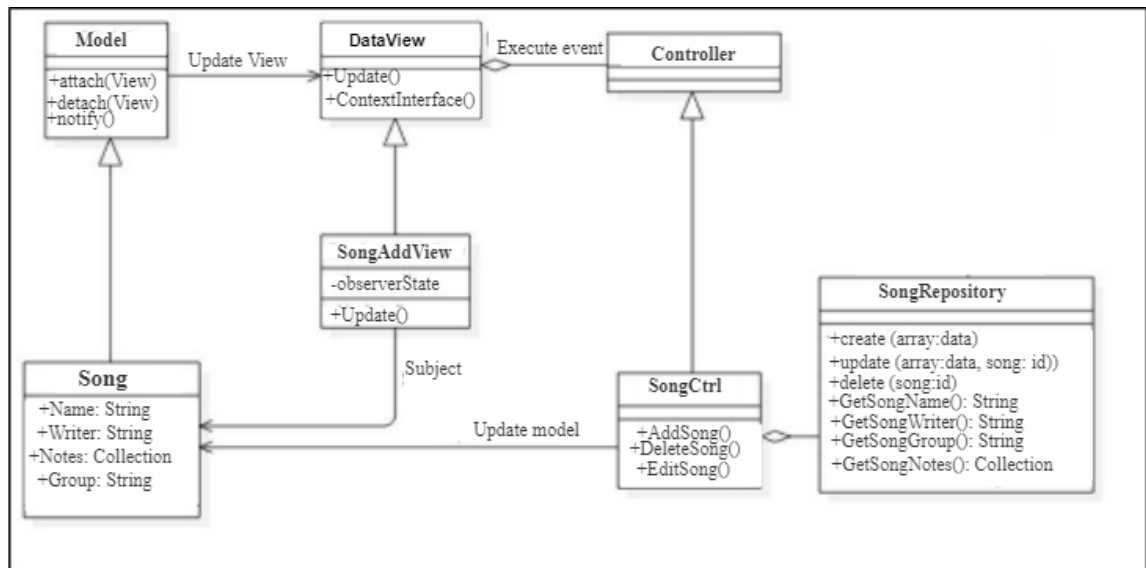 Model
+attach(View)
+detach(View)
+notify()
Update View
DataView
+Update()
+ContextInterface()
Execute event
Controller
SongAddView
-observerState
+Update()
Subject
Song
+Name: String
+Writer: String
+Notes: Collection
+Group: String
Update model
SongCtrl
+AddSong()
+DeleteSong()
+EditSong()
SongRepository
+create (array:data)
+update (array:data, song: id))
+delete (song:id)
+GetSongName(): String
+GetSongWriter(): String
+GetSongGroup(): String
+GetSongNotes(): Collection